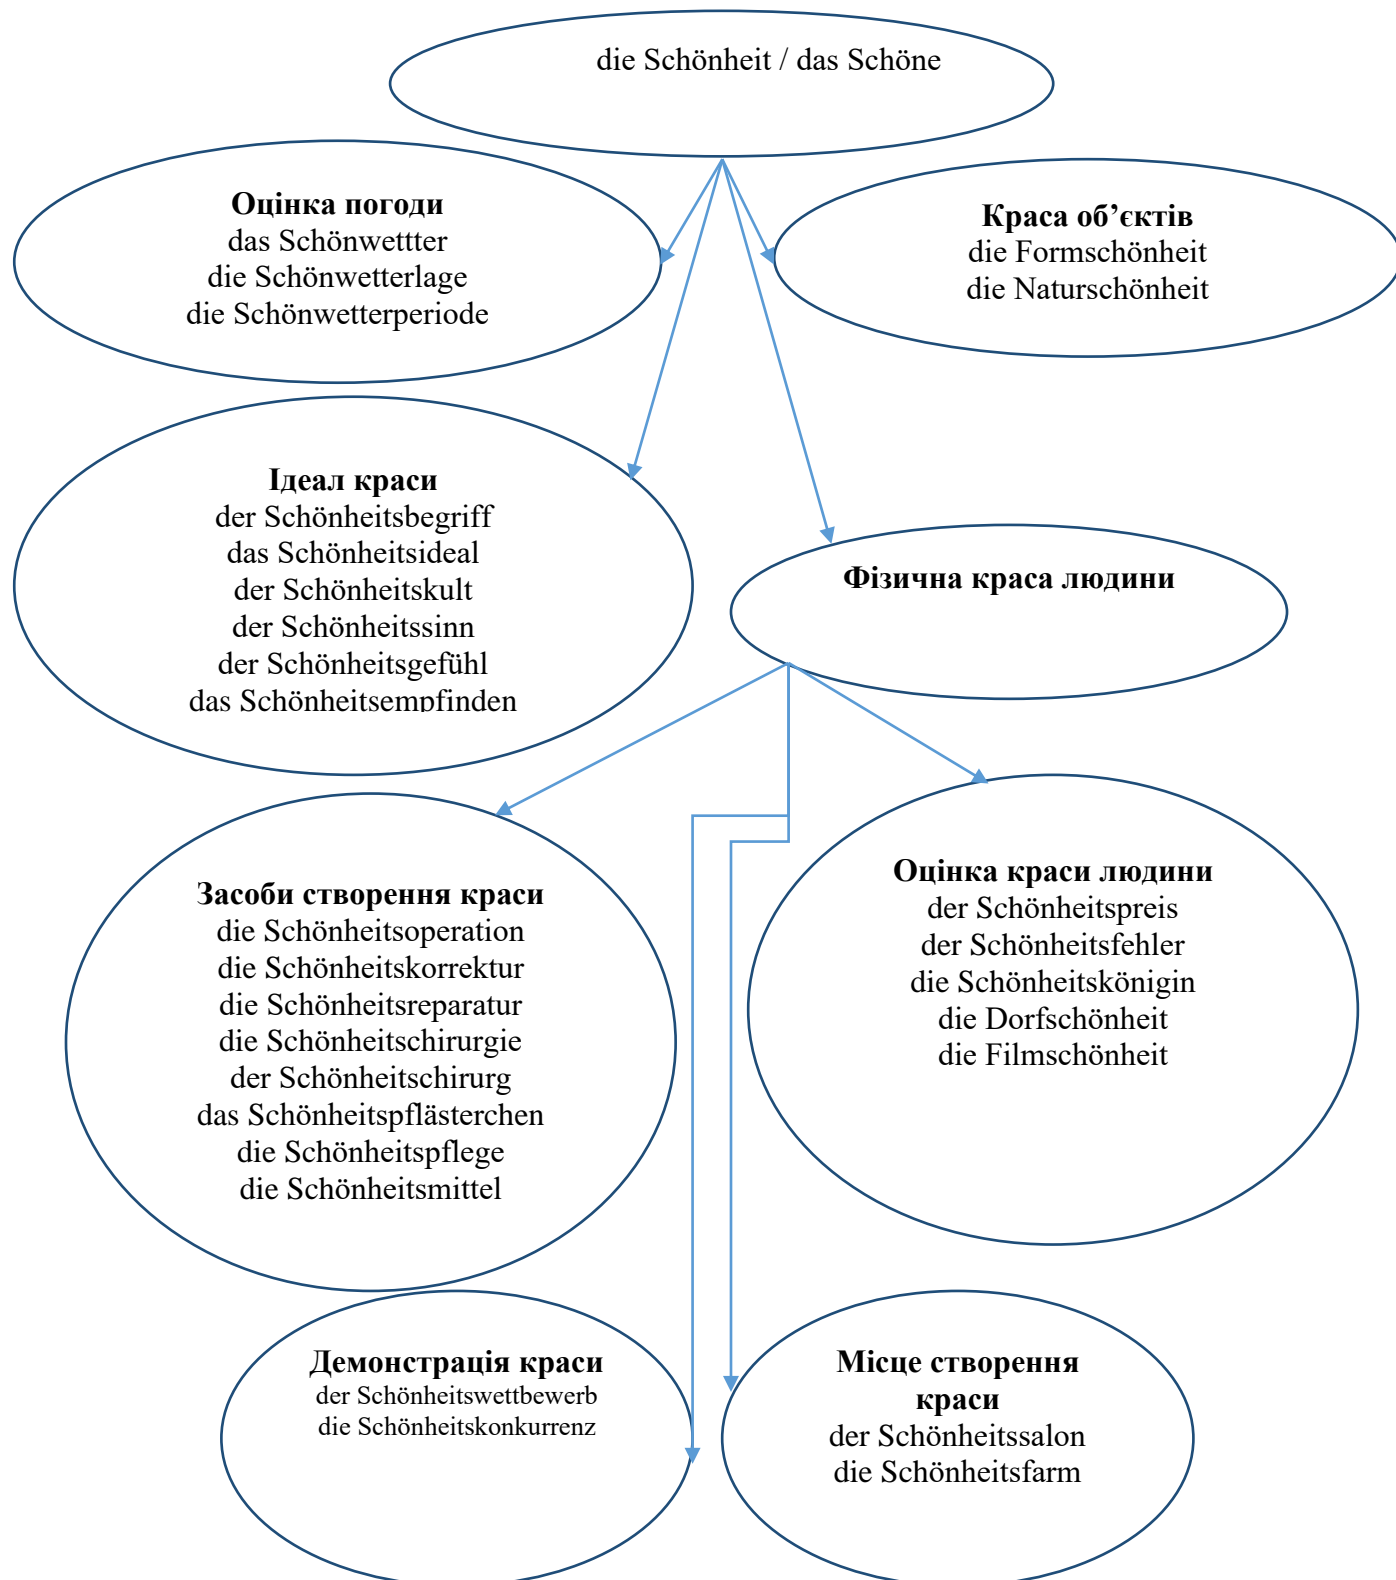 die Schönheit / das Schöne
Оцінка погоди
das Schönwettter
die Schönwetterlage
die Schönwetterperiode
Краса об’єктів
die Formschönheit
die Naturschönheit
Ідеал краси
der Schönheitsbegriff
das Schönheitsideal
der Schönheitskult
der Schönheitssinn
der Schönheitsgefühl
das Schönheitsempfinden
Фізична краса людини
Засоби створення краси
die Schönheitsoperation
die Schönheitskorrektur
die Schönheitsreparatur
die Schönheitschirurgie
der Schönheitschirurg
das Schönheitspflästerchen
die Schönheitspflege
die Schönheitsmittel
Оцінка краси людини
der Schönheitspreis
der Schönheitsfehler
die Schönheitskönigin
die Dorfschönheit
die Filmschönheit
Демонстрація краси
der Schönheitswettbewerb
die Schönheitskonkurrenz
Місце створення
краси
der Schönheitssalon
die Schönheitsfarm